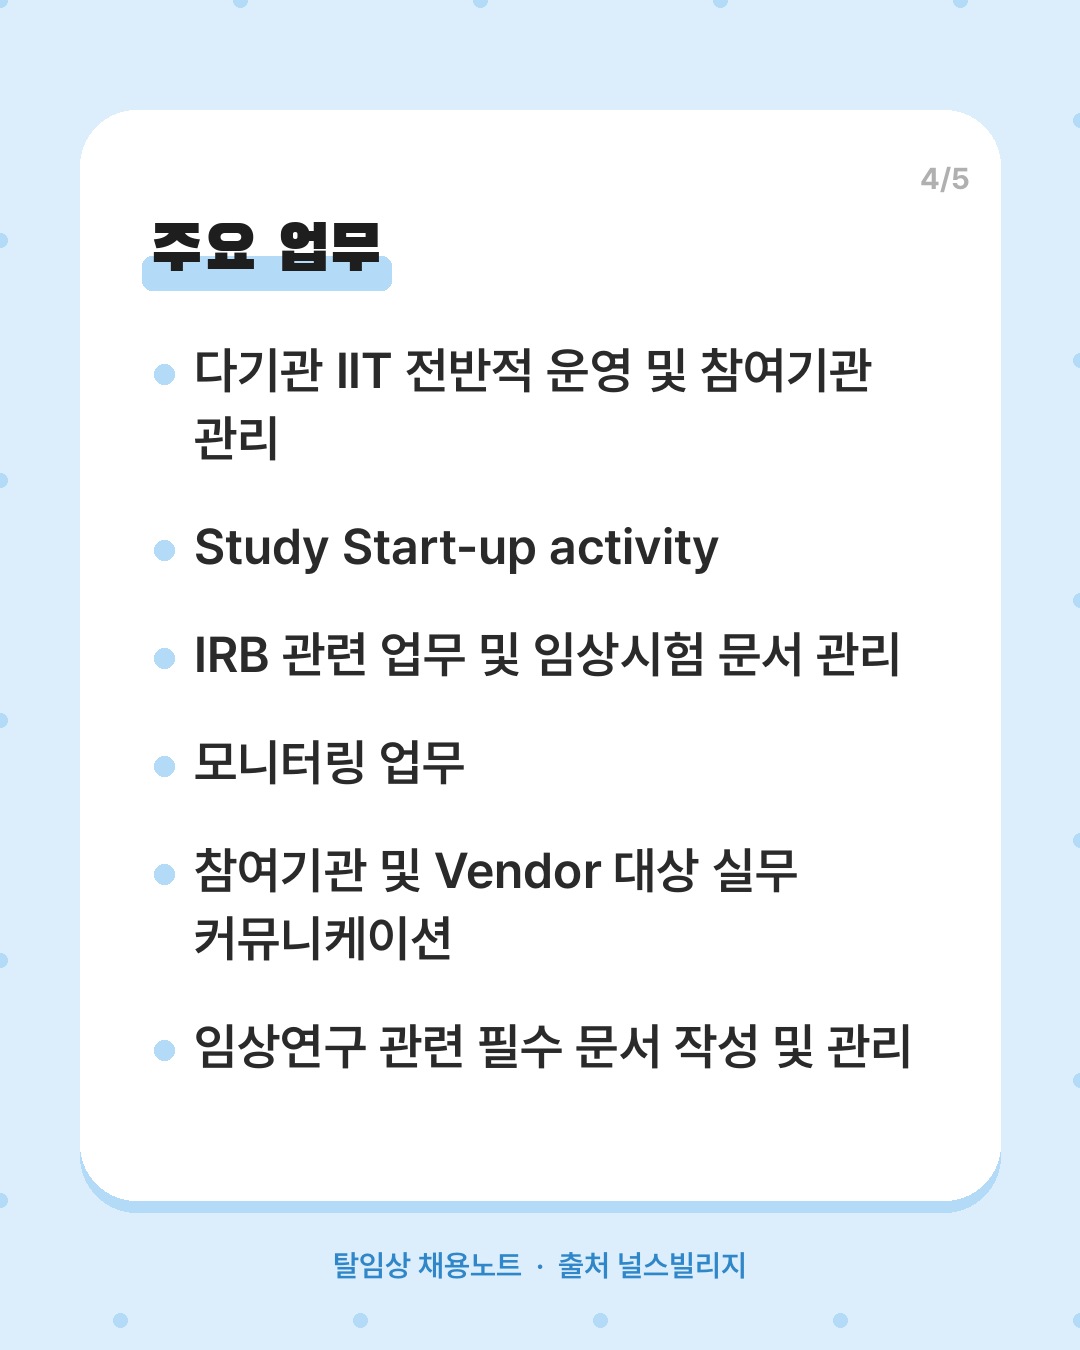 4/5
주요 업무
다기관 IIT 전반적 운영 및 참여기관
관리
Study Start-up activity
IRB 관련 업무 및 임상시험 문서 관리
모니터링 업무
참여기관 및 Vendor 대상 실무
커뮤니케이션
임상연구 관련 필수 문서 작성 및 관리
탈임상 채용노트 · 출처 널스빌리지